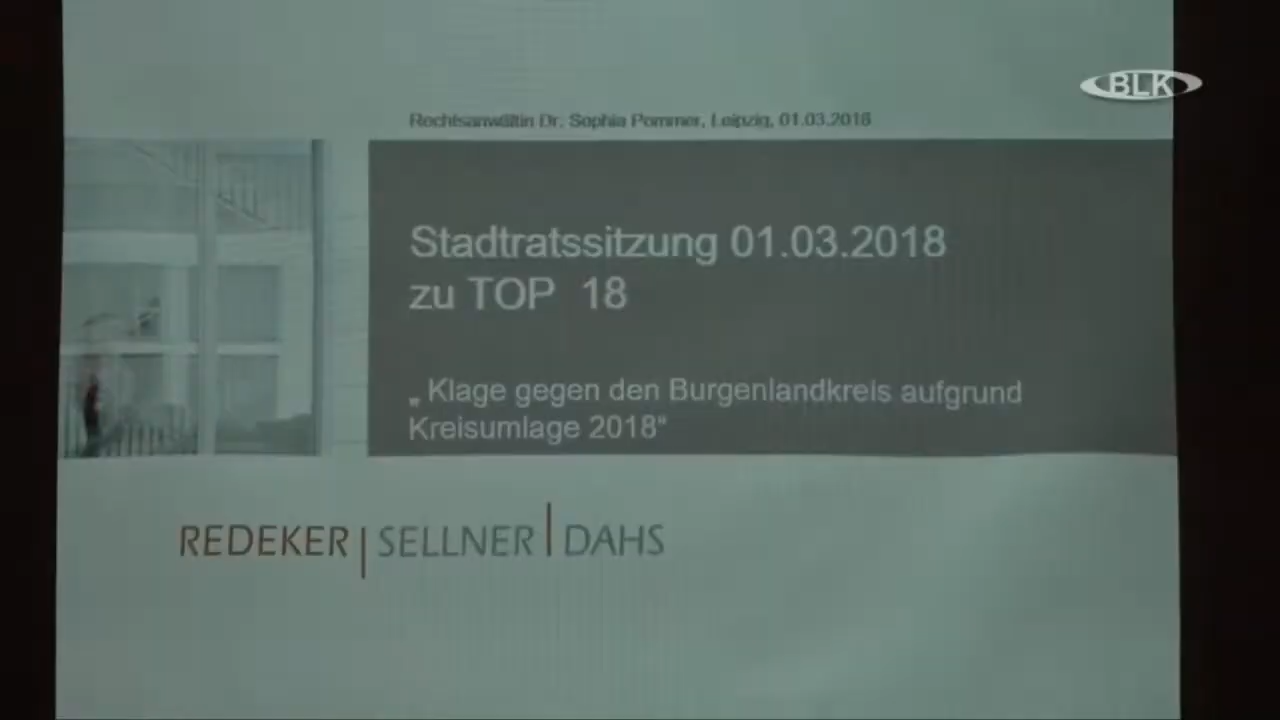 BLK
Rechtsanwältin Dr. Sophia Pommer, Leipzig, 01.03.2018
Stadtratssitzung 01.03.2018
zu TOP 18
„ Klage gegen den Burgenlandkreis aufgrund
Kreisumlage 2018“
REDEKER | SELLNER | DAHS